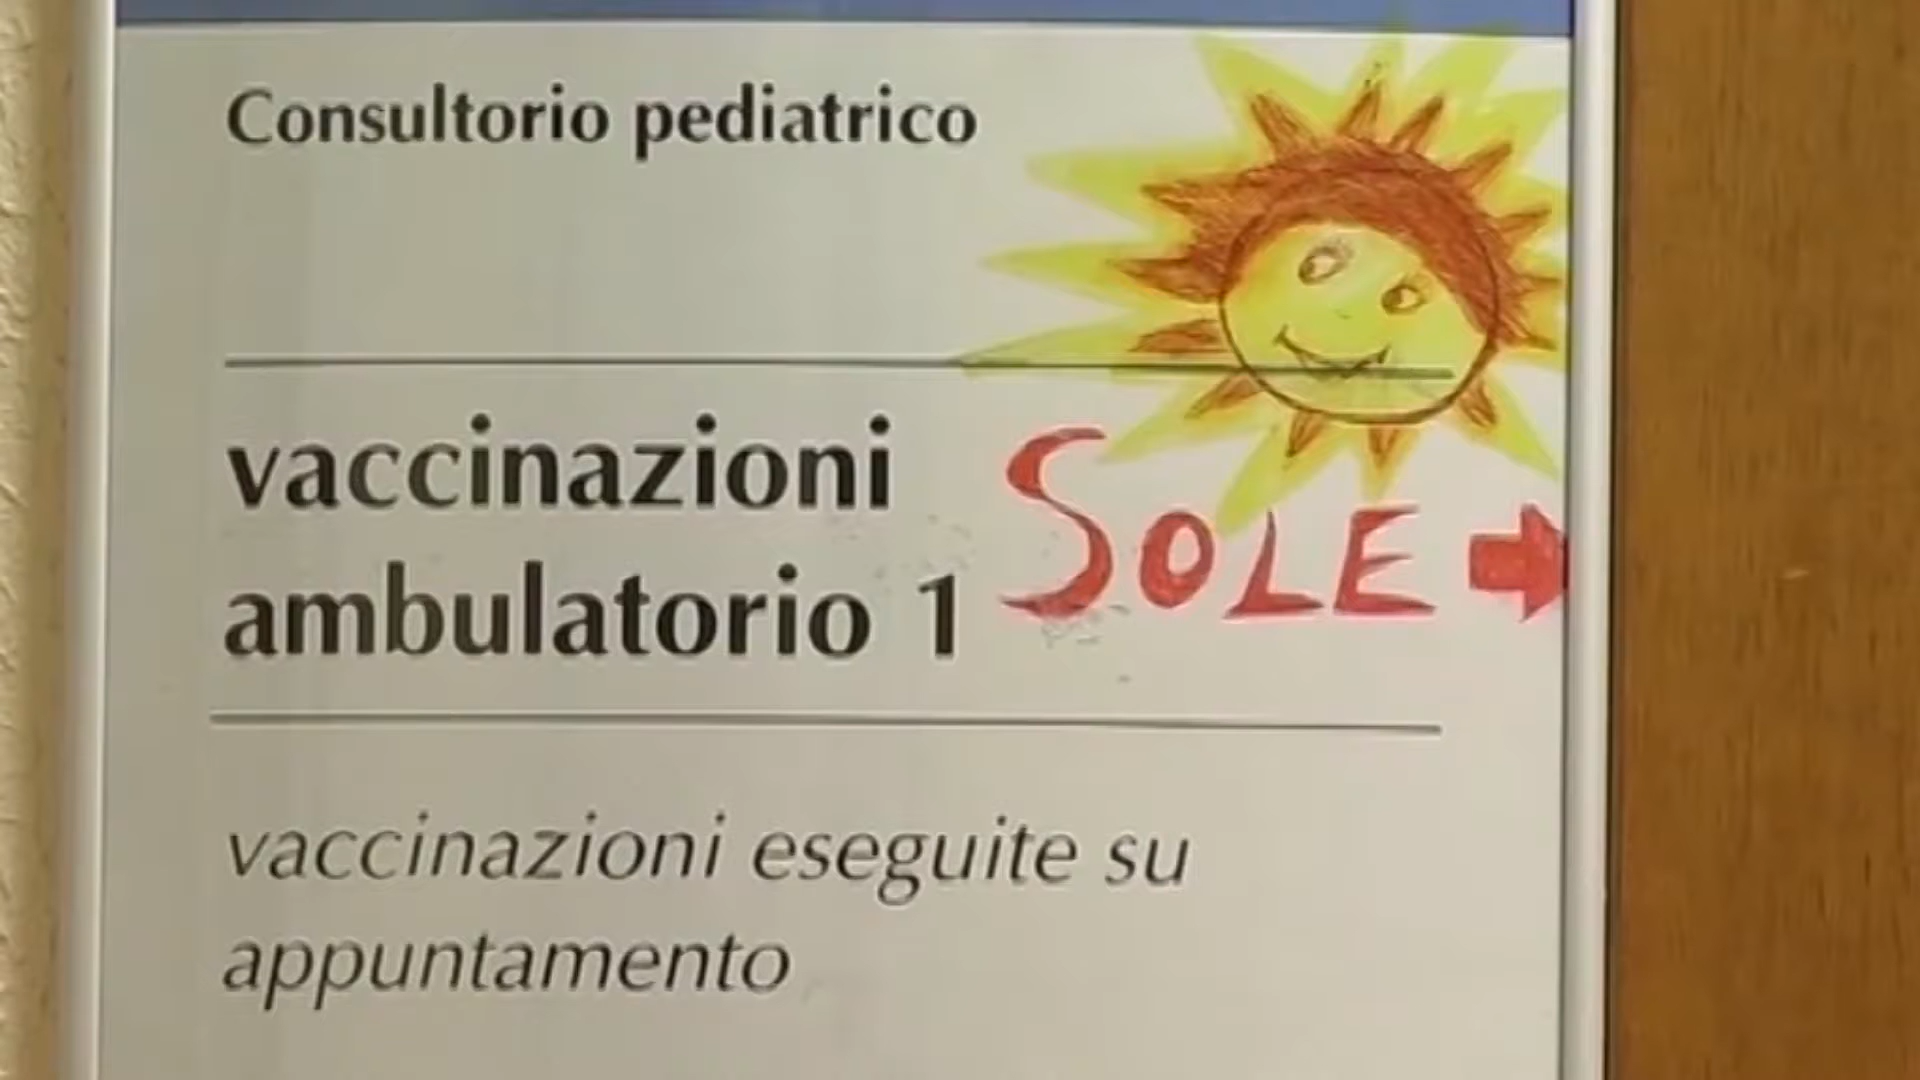 Consultorio pediatrico
vaccinazioni
ambulatorio 1
SOLE
vaccinazioni eseguite su
appuntamento